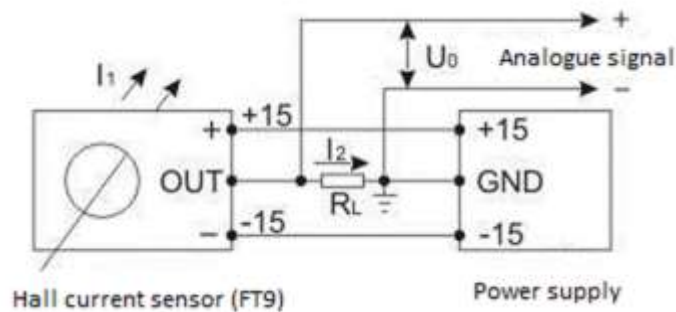 +
I1
U0
Analogue signal
−
+ +15 +15
I2
OUT GND
RL
− -15 -15
Hall current sensor (FT9)
Power supply